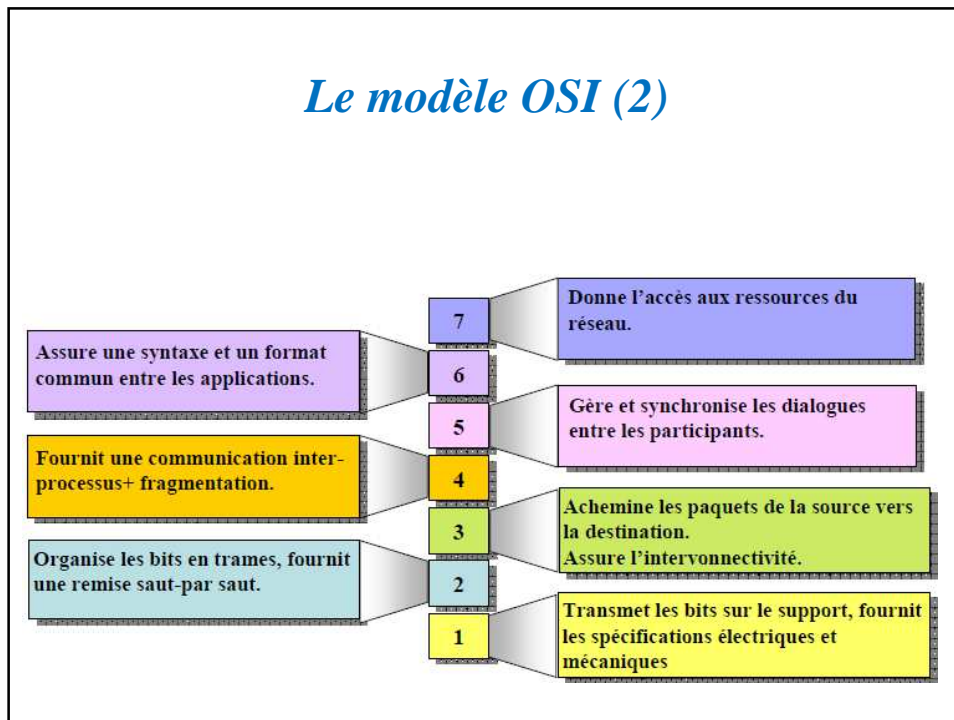 Le modèle OSI (2)
7
Donne l'accès aux ressources du
réseau.
Assure une syntaxe et un format
commun entre les applications.
6
5
Gère et synchronise les dialogues
entre les participants.
Fournit une communication inter-
processus+ fragmentation.
4
3
Achemine les paquets de la source vers
la destination.
Assure l'intervonnectivité.
Organise les bits en trames, fournit
une remise saut-par saut.
2
1
Transmet les bits sur le support, fournit
les spécifications électriques et
mécaniques